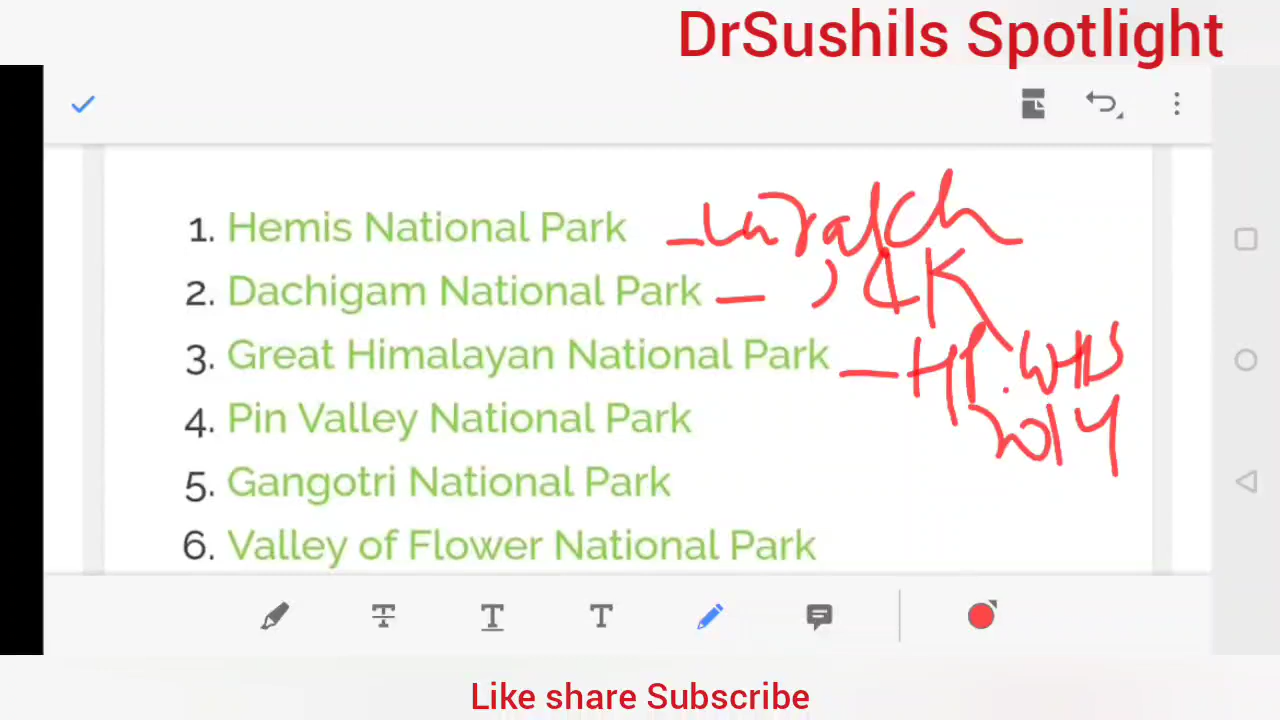 DrSushils Spotlight
1. Hemis National Park
2. Dachigam National Park — J & K
3. Great Himalayan National Park — HP. WHS
2014
4. Pin Valley National Park
5. Gangotri National Park
6. Valley of Flower National Park
T T T
Like share Subscribe